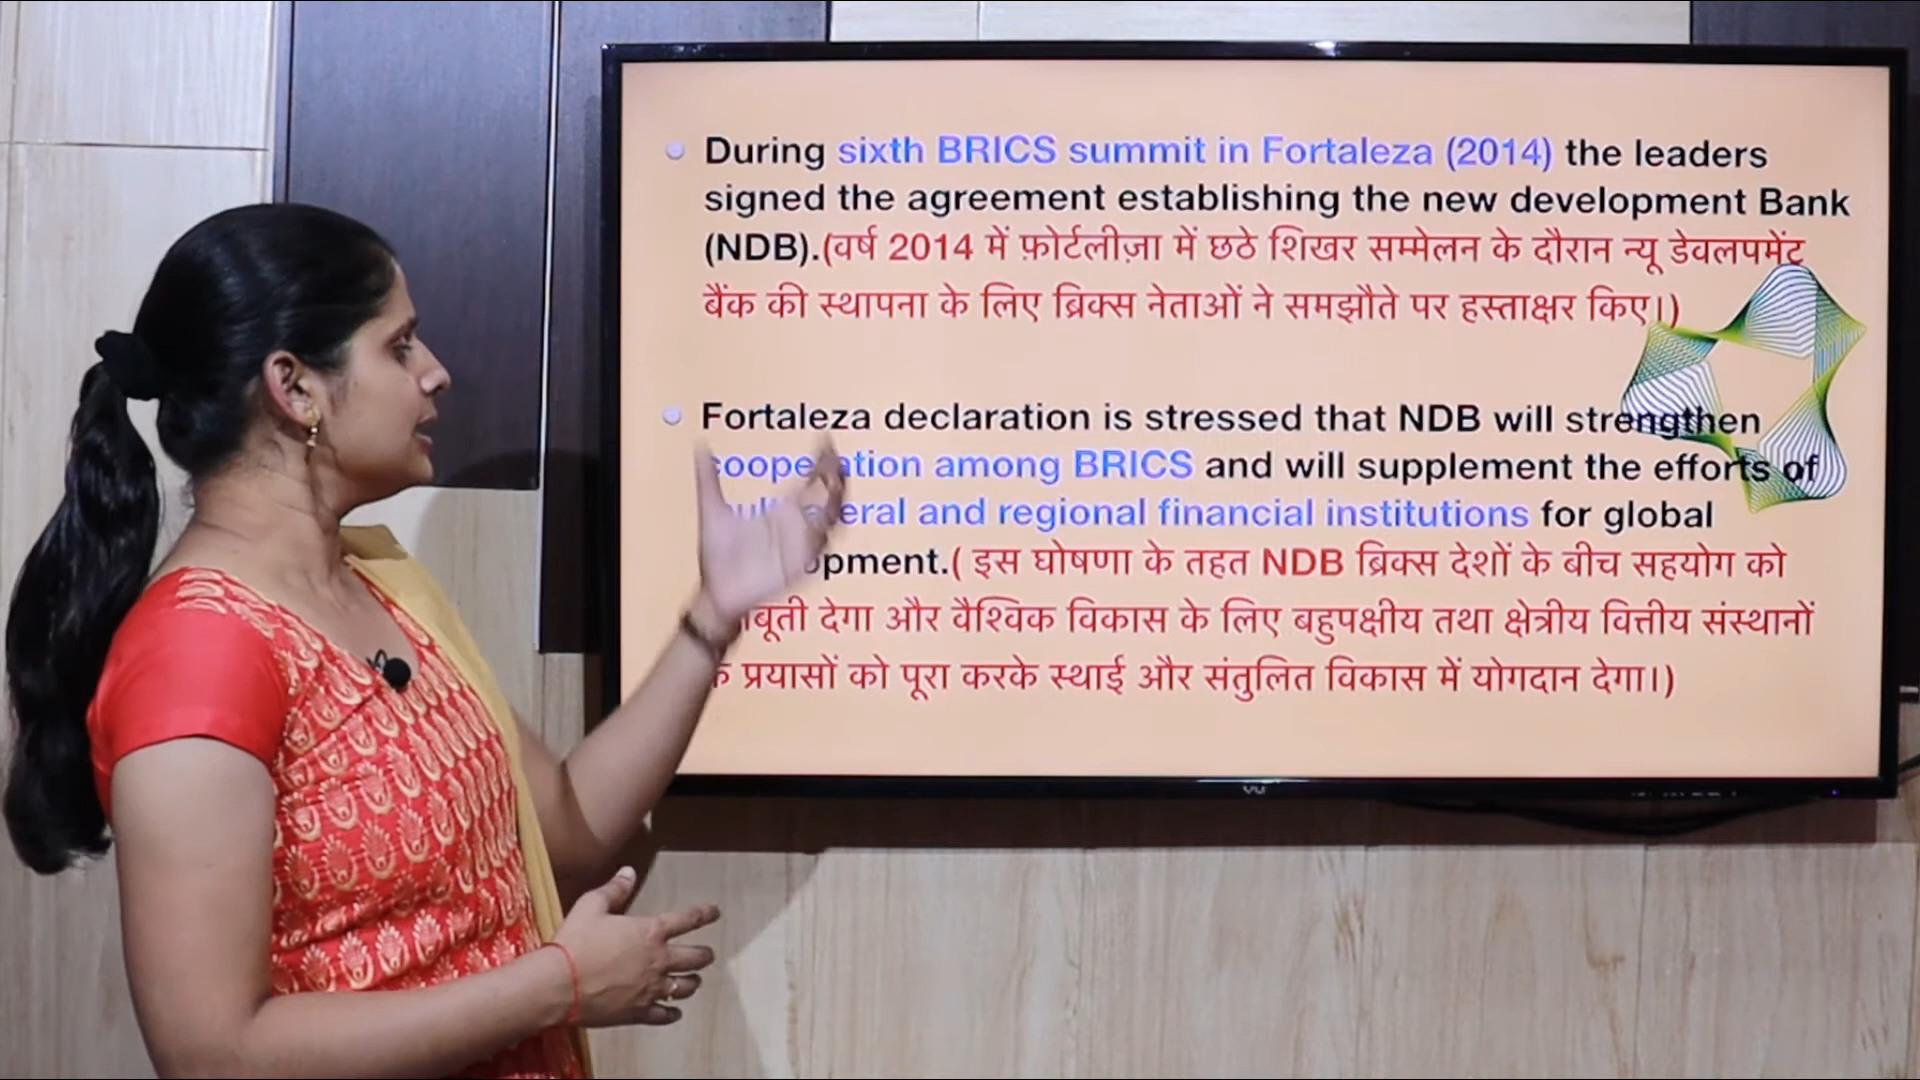 During sixth BRICS summit in Fortaleza (2014) the leaders
signed the agreement establishing the new development Bank
(NDB).(वर्ष 2014 में फ़ोर्टलीज़ा में छठे शिखर सम्मेलन के दौरान न्यू डेवलपमेंट
बैंक की स्थापना के लिए ब्रिक्स नेताओं ने समझौते पर हस्ताक्षर किए।)
Fortaleza declaration is stressed that NDB will strengthen
cooperation among BRICS and will supplement the efforts of
and regional financial institutions for global
( इस घोषणा के तहत NDB ब्रिक्स देशों के बीच सहयोग को
देगा और वैश्विक विकास के लिए बहुपक्षीय तथा क्षेत्रीय वित्तीय संस्थानों
प्रयासों को पूरा करके स्थाई और संतुलित विकास में योगदान देगा।)
VU